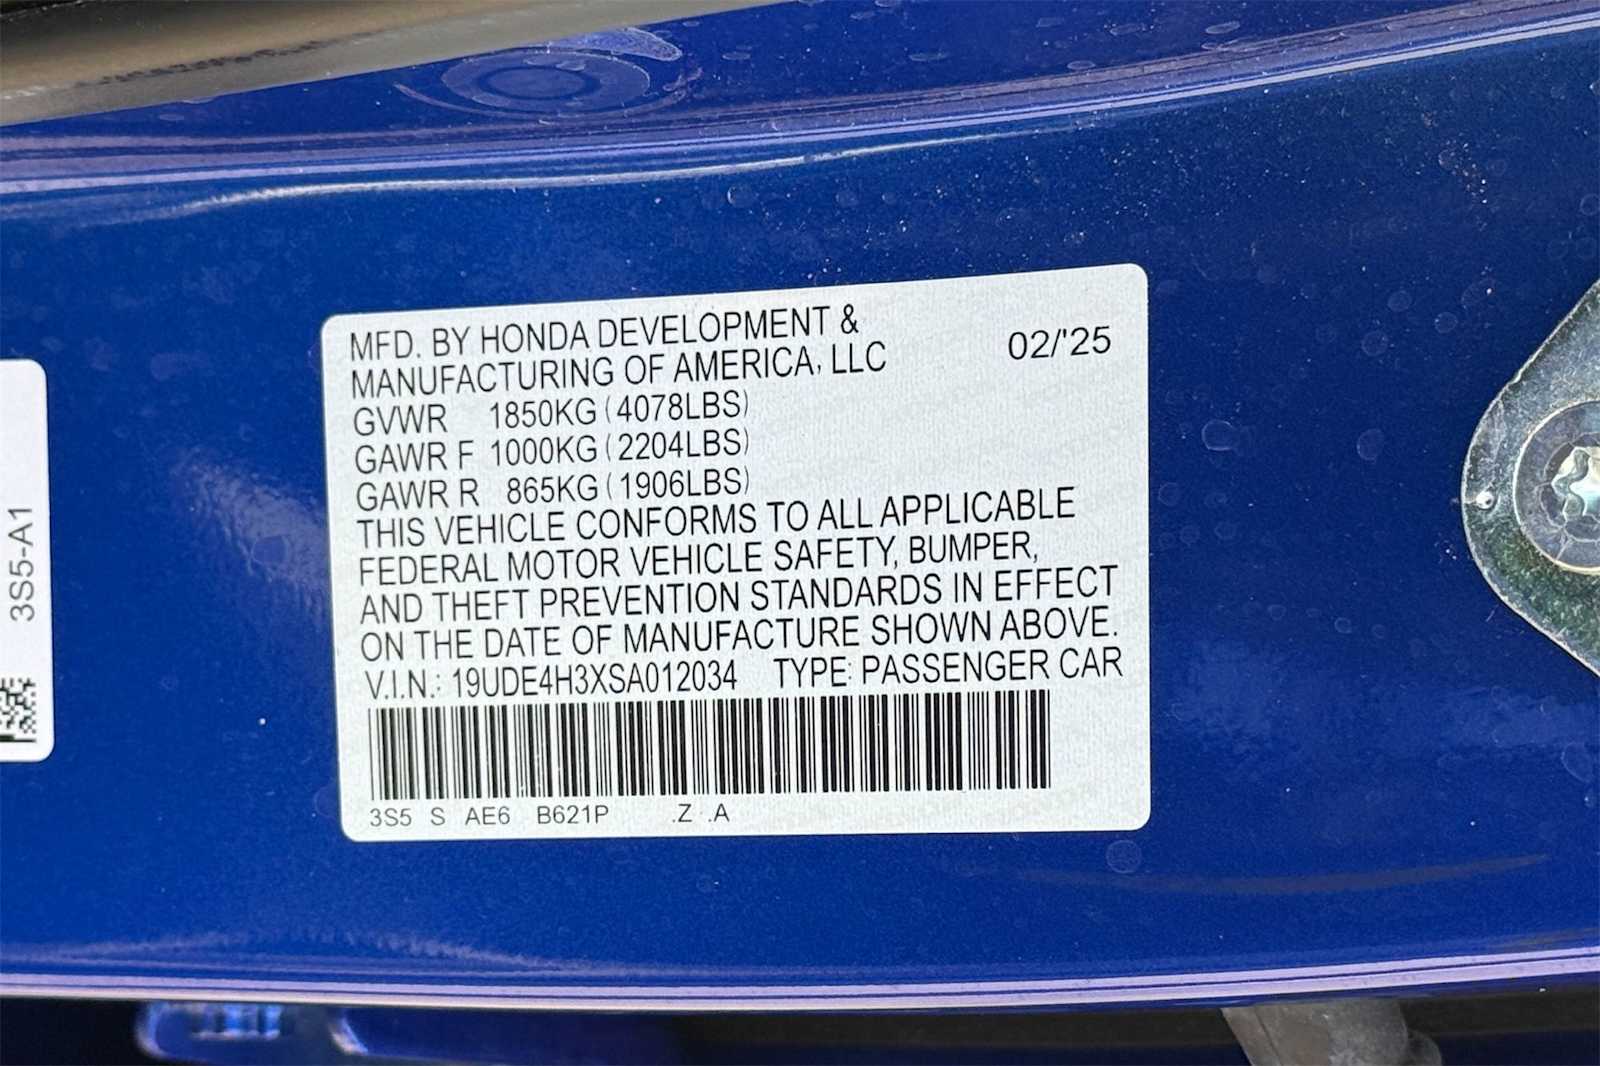 MFD. BY HONDA DEVELOPMENT &
MANUFACTURING OF AMERICA, LLC 02/'25
GVWR 1850KG (4078LBS)
GAWR F 1000KG (2204LBS)
GAWR R 865KG (1906LBS)
THIS VEHICLE CONFORMS TO ALL APPLICABLE
FEDERAL MOTOR VEHICLE SAFETY, BUMPER,
AND THEFT PREVENTION STANDARDS IN EFFECT
ON THE DATE OF MANUFACTURE SHOWN ABOVE.
V.I.N.: 19UDE4H3XSA012034 TYPE: PASSENGER CAR
3S5 S AE6 B621P .Z .A
3S5-A1